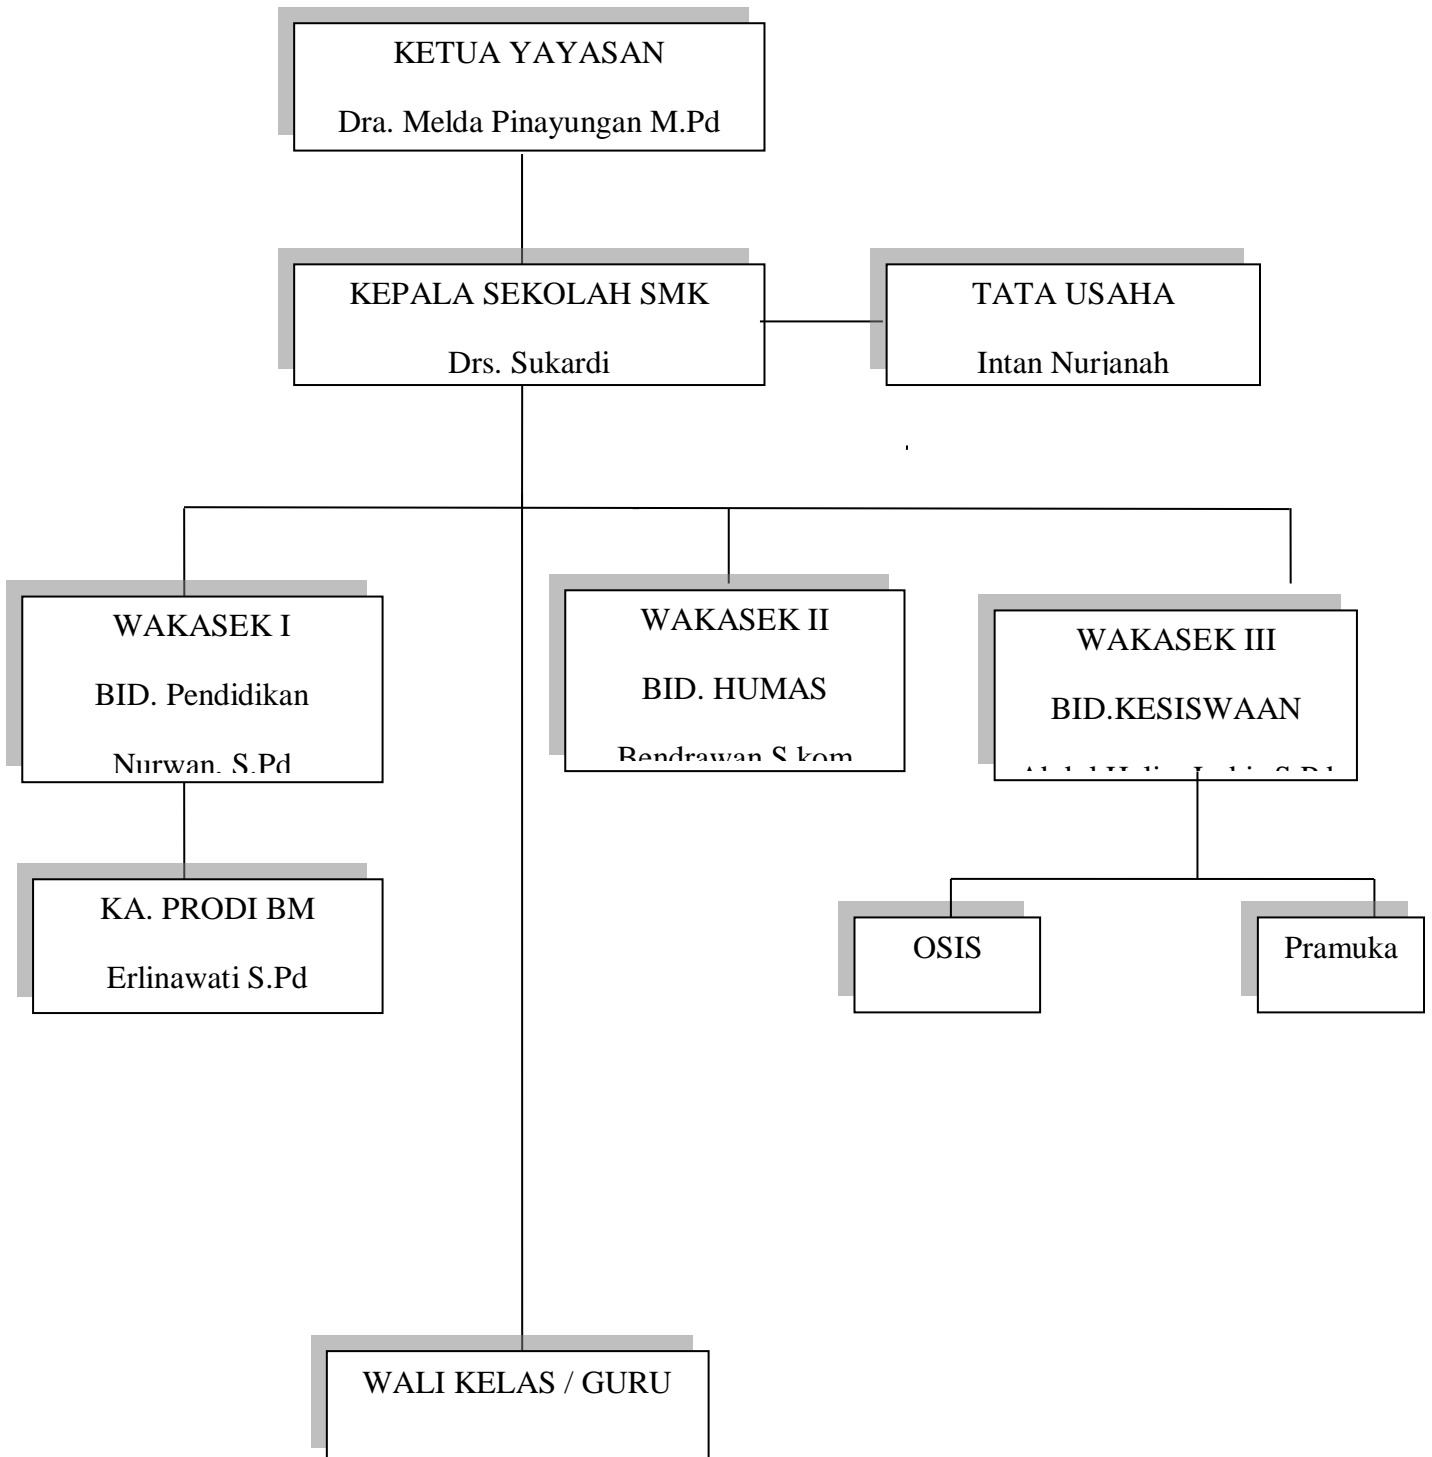 KETUA YAYASAN
Dra. Melda Pinayungan M.Pd
KEPALA SEKOLAH SMK
Drs. Sukardi
TATA USAHA
Intan Nurjanah
WAKASEK I
BID. Pendidikan
Nurwan. S.Pd
WAKASEK II
BID. HUMAS
Bendrawan S.kom
WAKASEK III
BID.KESISWAAN
KA. PRODI BM
Erlinawati S.Pd
OSIS
Pramuka
WALI KELAS / GURU